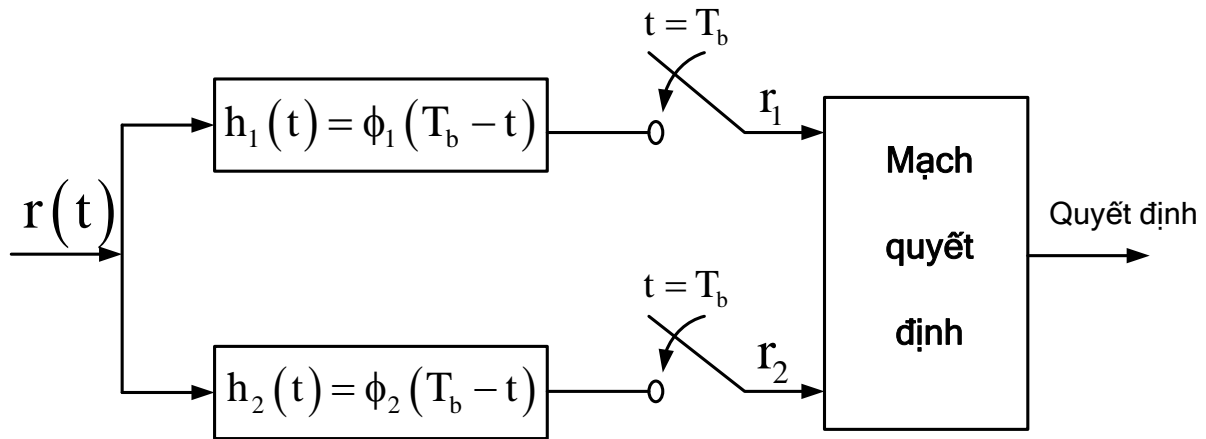 t = T_b
h_1(t) = ϕ_1(T_b − t)
r_1
r(t)
Mạch
quyết
định
Quyết định
t = T_b
h_2(t) = ϕ_2(T_b − t)
r_2